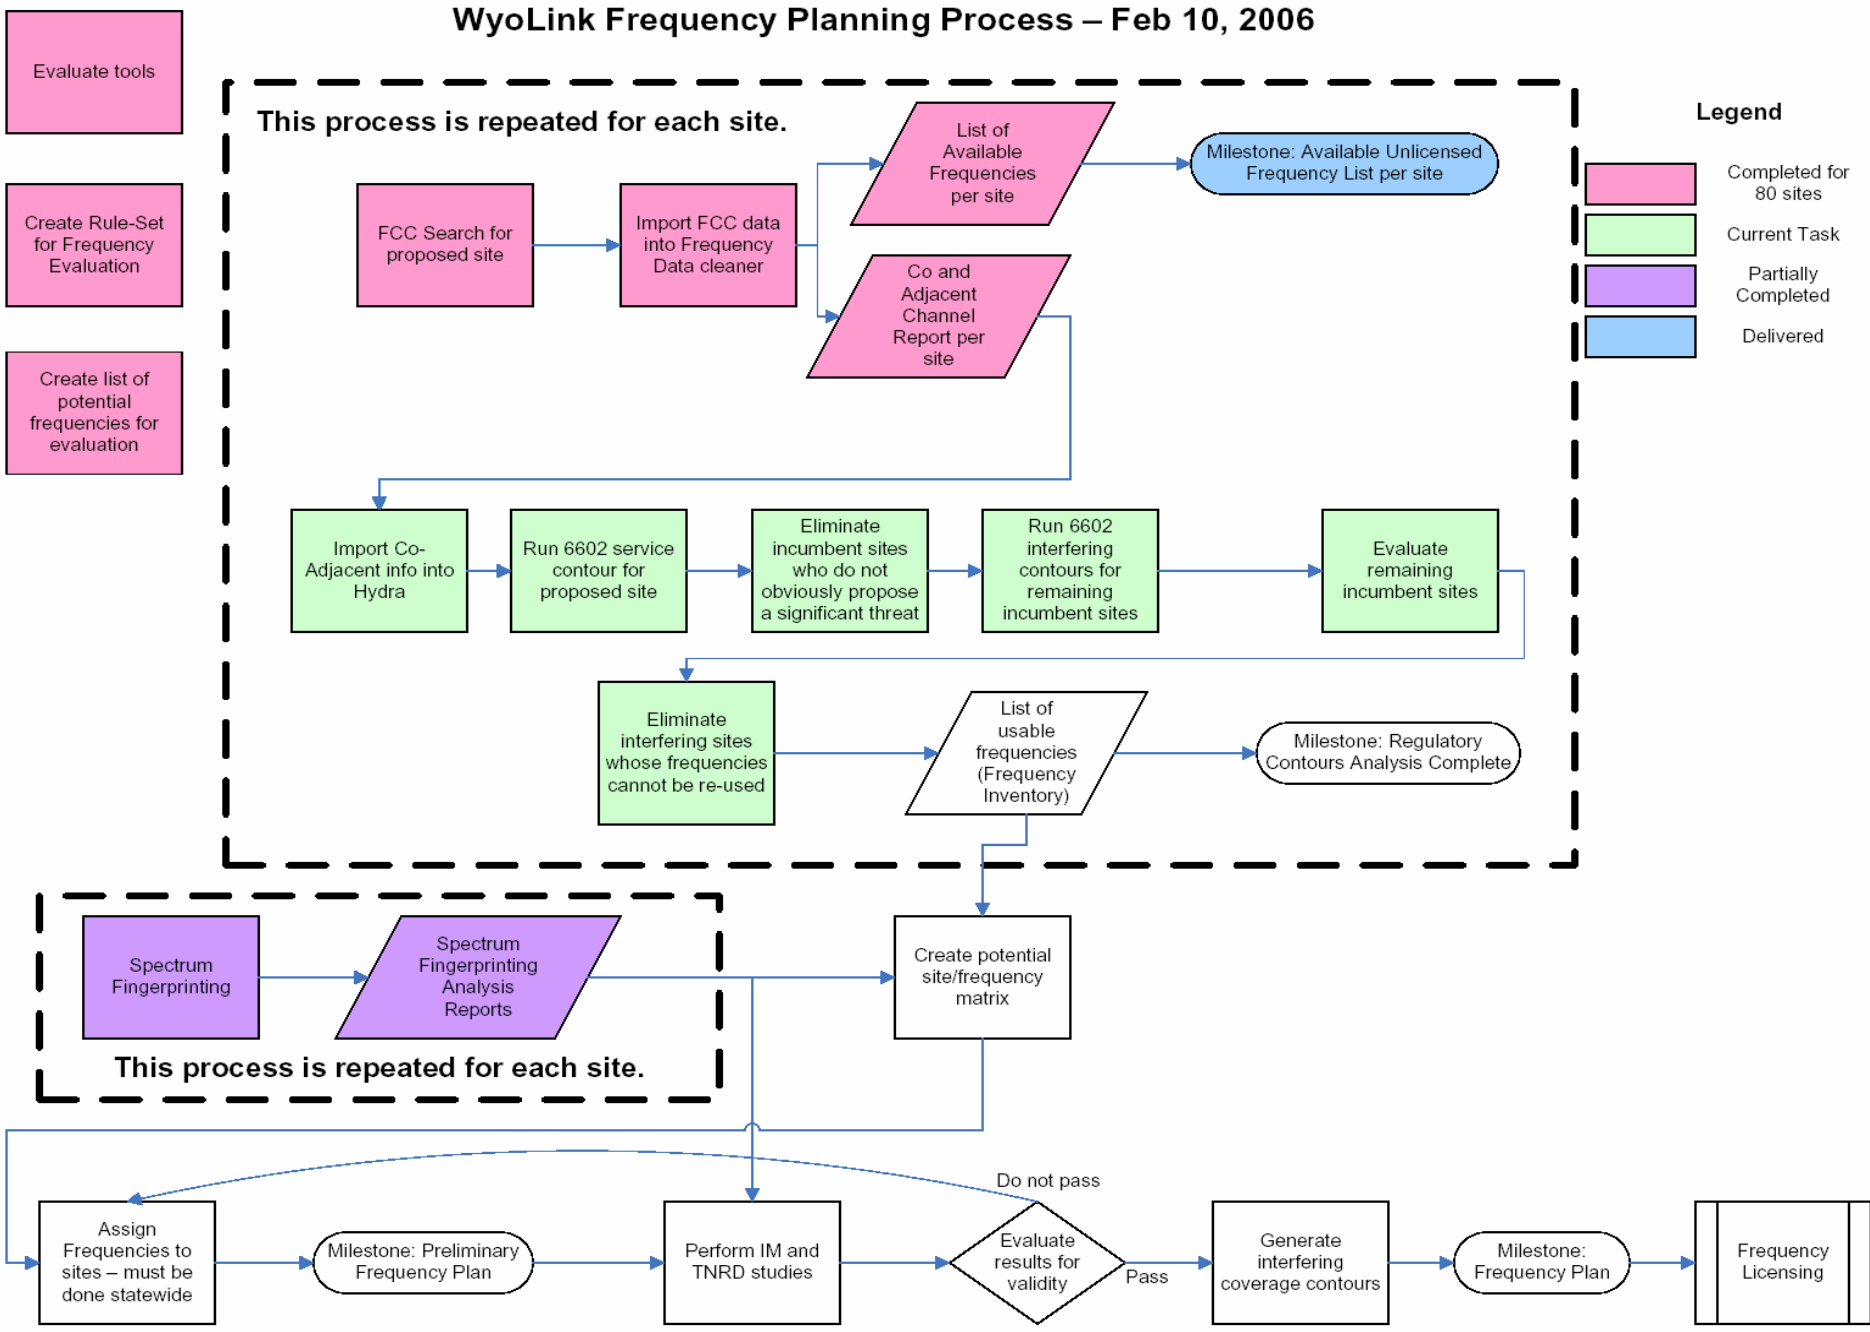 WyoLink Frequency Planning Process – Feb 10, 2006
Evaluate tools
Create Rule-Set
for Frequency
Evaluation
Create list of
potential
frequencies for
evaluation
This process is repeated for each site.
FCC Search for
proposed site
Import FCC data
into Frequency
Data cleaner
List of
Available
Frequencies
per site
Milestone: Available Unlicensed
Frequency List per site
Co and
Adjacent
Channel
Report per
site
Legend
Completed for
80 sites
Current Task
Partially
Completed
Delivered
Import Co-
Adjacent info into
Hydra
Run 6602 service
contour for
proposed site
Eliminate
incumbent sites
who do not
obviously propose
a significant threat
Run 6602
interfering
contours for
remaining
incumbent sites
Evaluate
remaining
incumbent sites
Eliminate
interfering sites
whose frequencies
cannot be re-used
List of
usable
frequencies
(Frequency
Inventory)
Milestone: Regulatory
Contours Analysis Complete
Spectrum
Fingerprinting
Spectrum
Fingerprinting
Analysis
Reports
This process is repeated for each site.
Create potential
site/frequency
matrix
Assign
Frequencies to
sites – must be
done statewide
Milestone: Preliminary
Frequency Plan
Perform IM and
TNRD studies
Do not pass
Evaluate
results for
validity
Pass
Generate
interfering
coverage contours
Milestone:
Frequency Plan
Frequency
Licensing